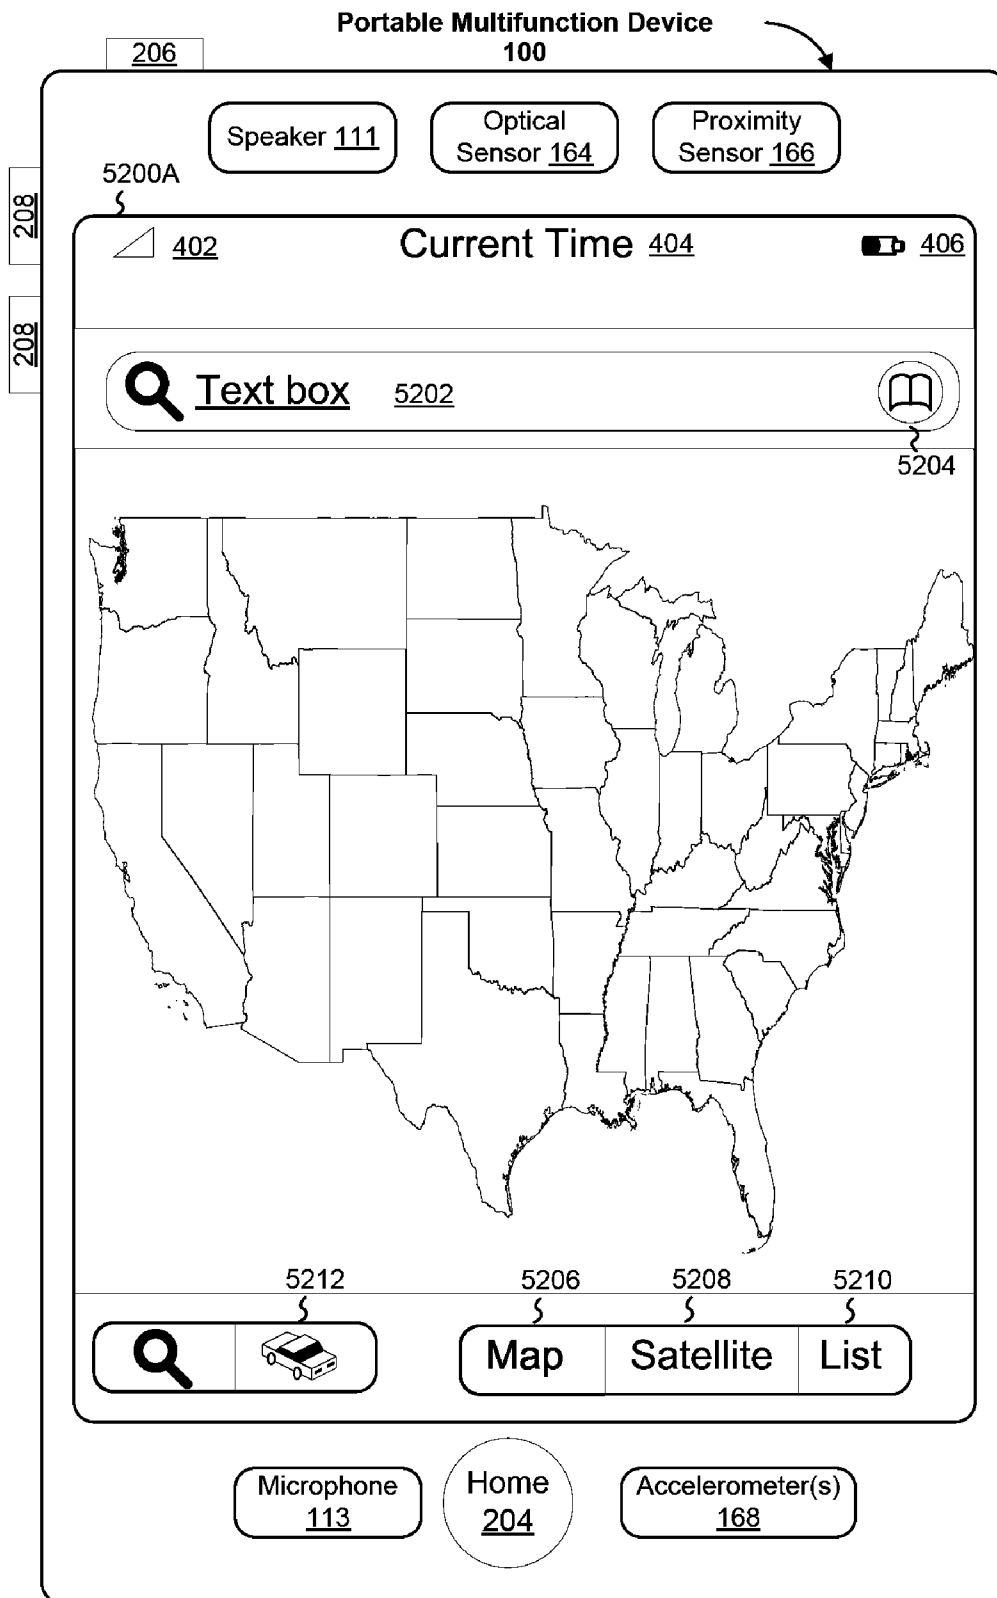 Portable Multifunction Device
100
206
Speaker 111
Optical
Sensor 164
Proximity
Sensor 166
5200A
208
402
Current Time 404
406
208
Text box 5202
5204
5212
5206
5208
5210
Map
Satellite
List
Microphone
113
Home
204
Accelerometer(s)
168